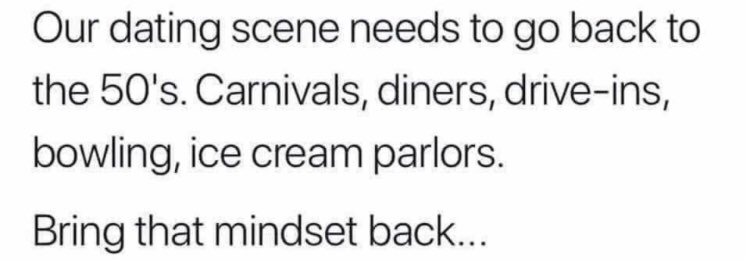 Our dating scene needs to go back to
the 50's. Carnivals, diners, drive-ins,
bowling, ice cream parlors.
Bring that mindset back...